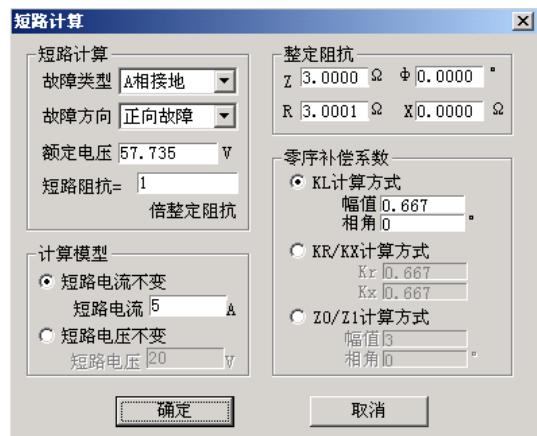 短路计算
短路计算
故障类型 A相接地
故障方向 正向故障
额定电压 57.735 V
短路阻抗= 1
倍整定阻抗
计算模型
短路电流不变
短路电流 5 A
短路电压不变
短路电压 20 V
整定阻抗
Z 3.0000 Ω Φ 0.0000 °
R 3.0001 Ω X 0.0000 Ω
零序补偿系数
KL计算方式
幅值 0.667
相角 0 °
KR/KX计算方式
Kr 0.667
Kx 0.667
Z0/Z1计算方式
幅值 3
相角 0 °
确定 取消